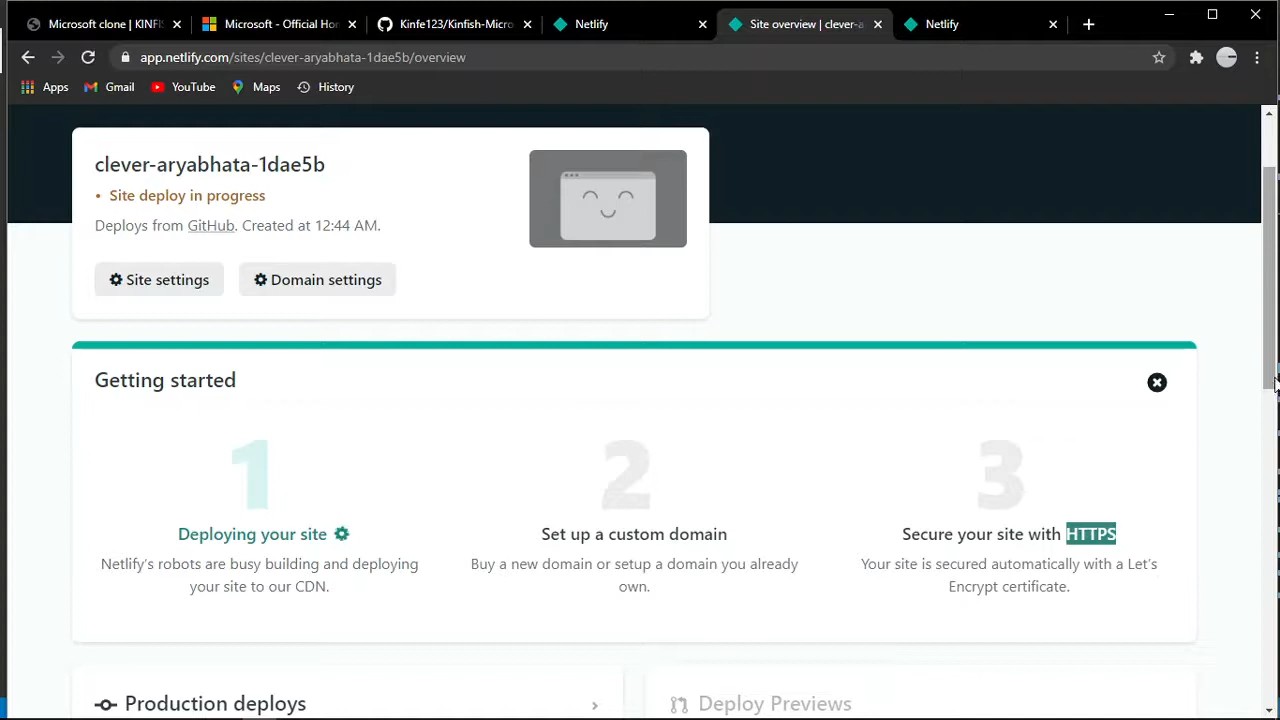 Microsoft clone | KINFIS
Microsoft - Official Hor
Kinfe123/Kinfish-Micro
Netlify
Site overview | clever-a
Netlify
app.netlify.com/sites/clever-aryabhata-1dae5b/overview
Apps
Gmail
YouTube
Maps
History
clever-aryabhata-1dae5b
• Site deploy in progress
Deploys from GitHub. Created at 12:44 AM.
Site settings
Domain settings
Getting started
1
2
3
Deploying your site
Set up a custom domain
Secure your site with HTTPS
Netlify's robots are busy building and deploying
your site to our CDN.
Buy a new domain or setup a domain you already
own.
Your site is secured automatically with a Let's
Encrypt certificate.
Production deploys
Deploy Previews